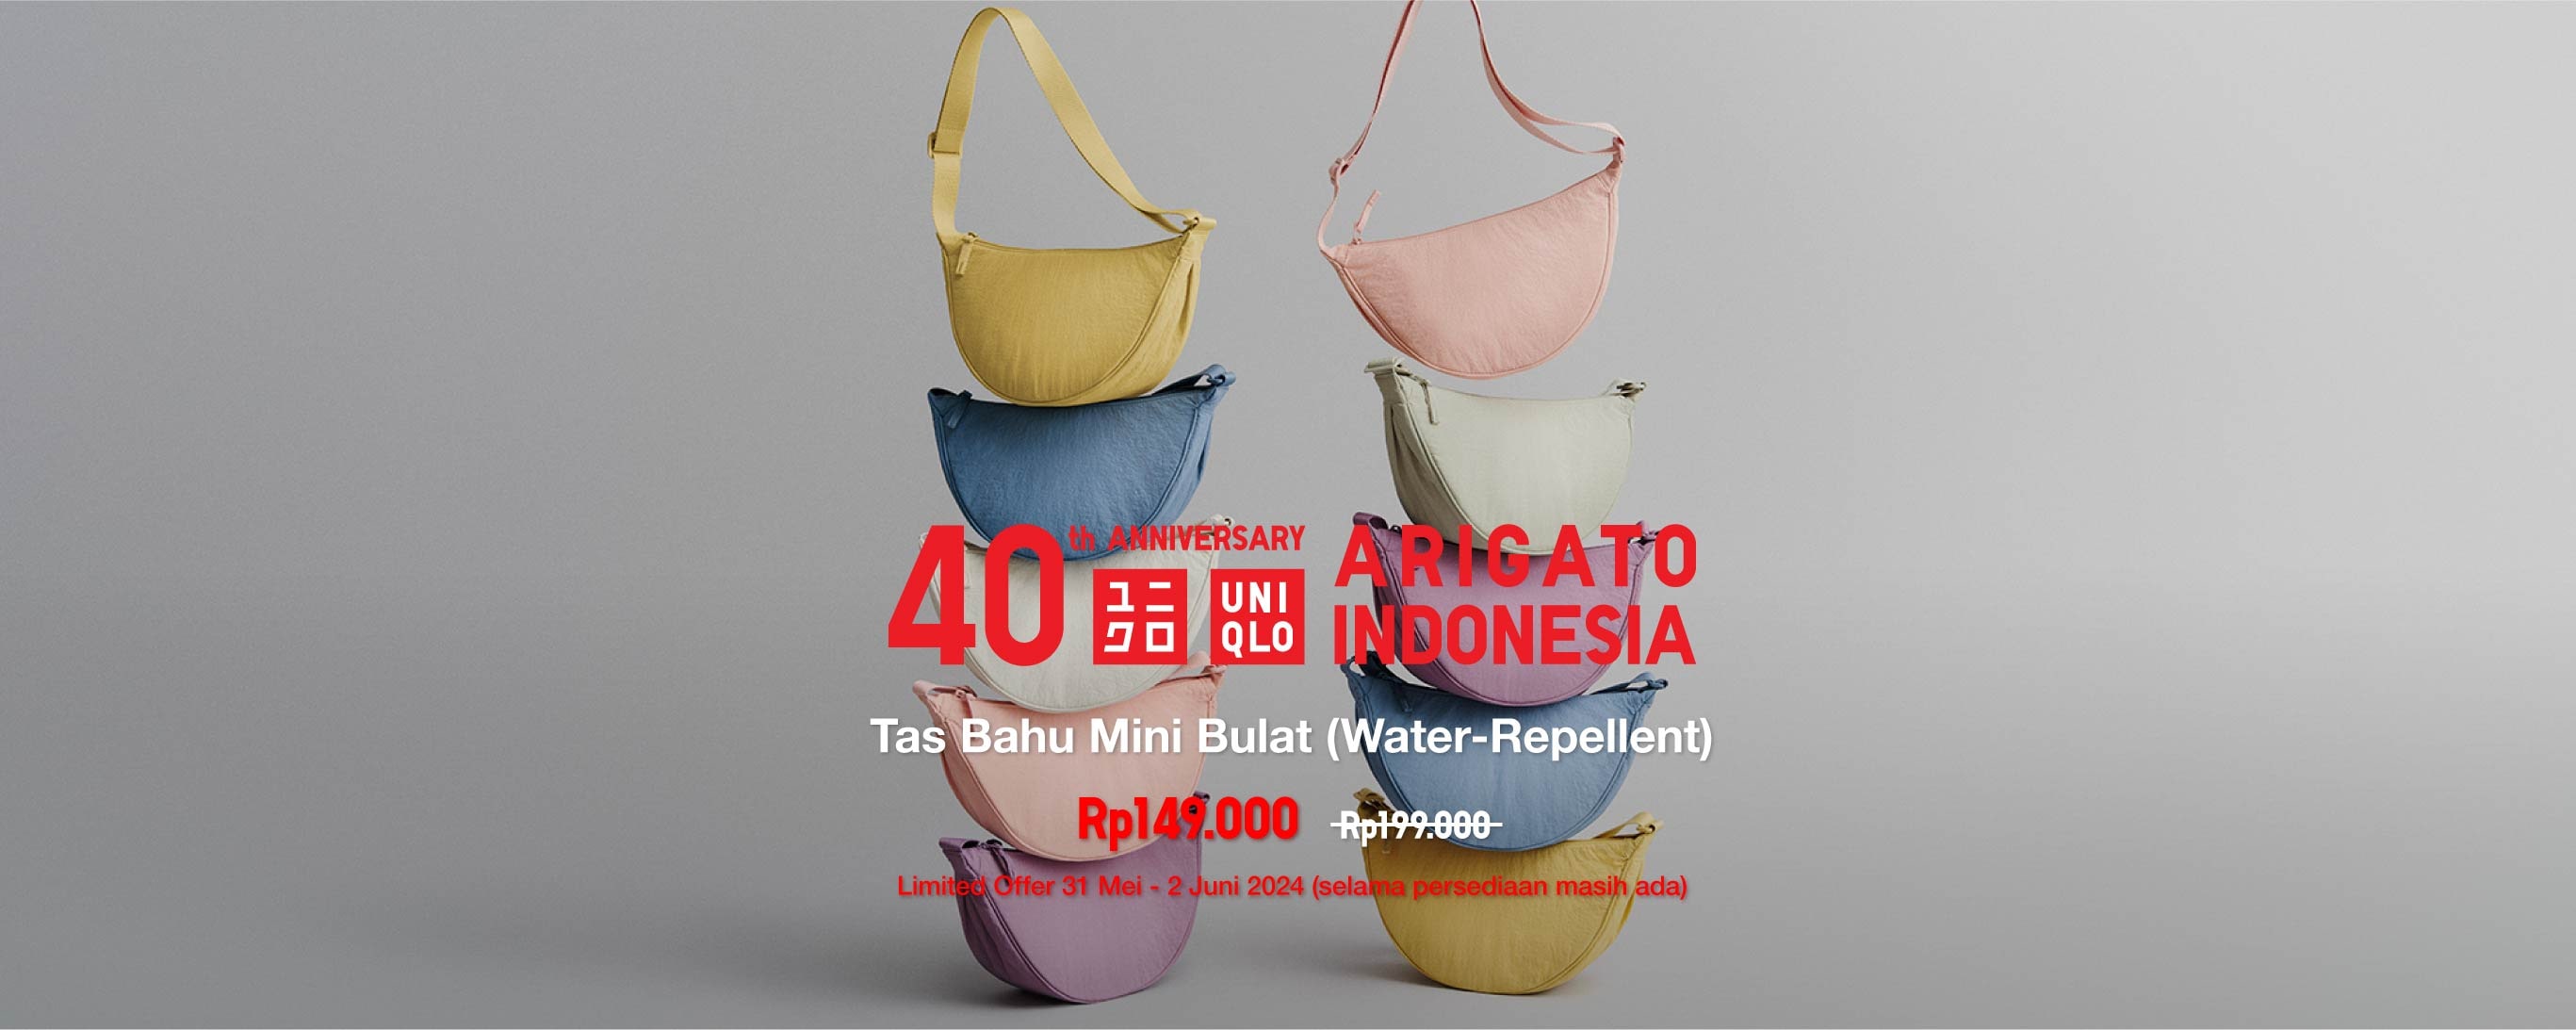 40th ANNIVERSARY
ユニ
クロ
UNI
QLO
ARIGATO
INDONESIA
Tas Bahu Mini Bulat (Water-Repellent)
Rp149.000 Rp199.000
Limited Offer 31 Mei - 2 Juni 2024 (selama persediaan masih ada)